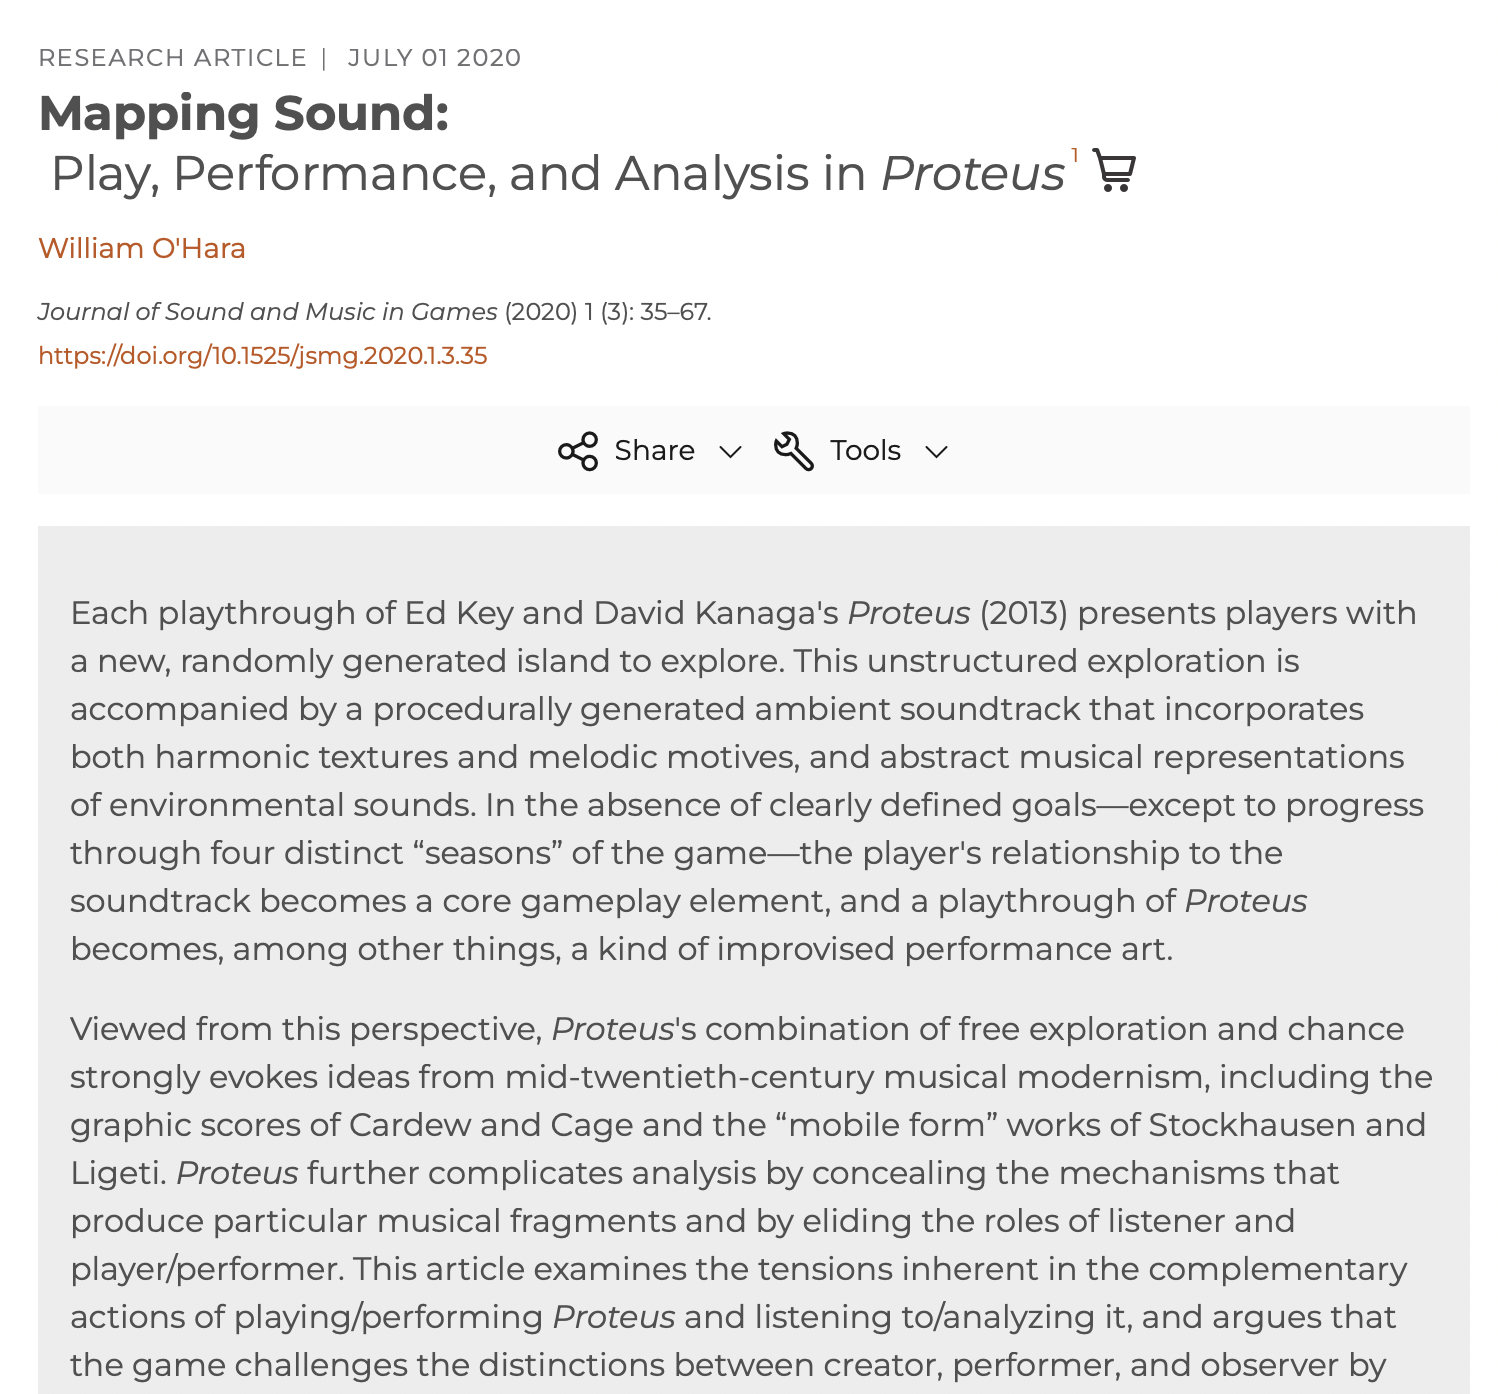 RESEARCH ARTICLE | JULY 01 2020
Mapping Sound:
Play, Performance, and Analysis in Proteus 1
William O'Hara
Journal of Sound and Music in Games (2020) 1 (3): 35–67.
https://doi.org/10.1525/jsmg.2020.1.3.35
Share Tools
Each playthrough of Ed Key and David Kanaga's Proteus (2013) presents players with
a new, randomly generated island to explore. This unstructured exploration is
accompanied by a procedurally generated ambient soundtrack that incorporates
both harmonic textures and melodic motives, and abstract musical representations
of environmental sounds. In the absence of clearly defined goals—except to progress
through four distinct “seasons” of the game—the player's relationship to the
soundtrack becomes a core gameplay element, and a playthrough of Proteus
becomes, among other things, a kind of improvised performance art.
Viewed from this perspective, Proteus's combination of free exploration and chance
strongly evokes ideas from mid-twentieth-century musical modernism, including the
graphic scores of Cardew and Cage and the “mobile form” works of Stockhausen and
Ligeti. Proteus further complicates analysis by concealing the mechanisms that
produce particular musical fragments and by eliding the roles of listener and
player/performer. This article examines the tensions inherent in the complementary
actions of playing/performing Proteus and listening to/analyzing it, and argues that
the game challenges the distinctions between creator, performer, and observer by